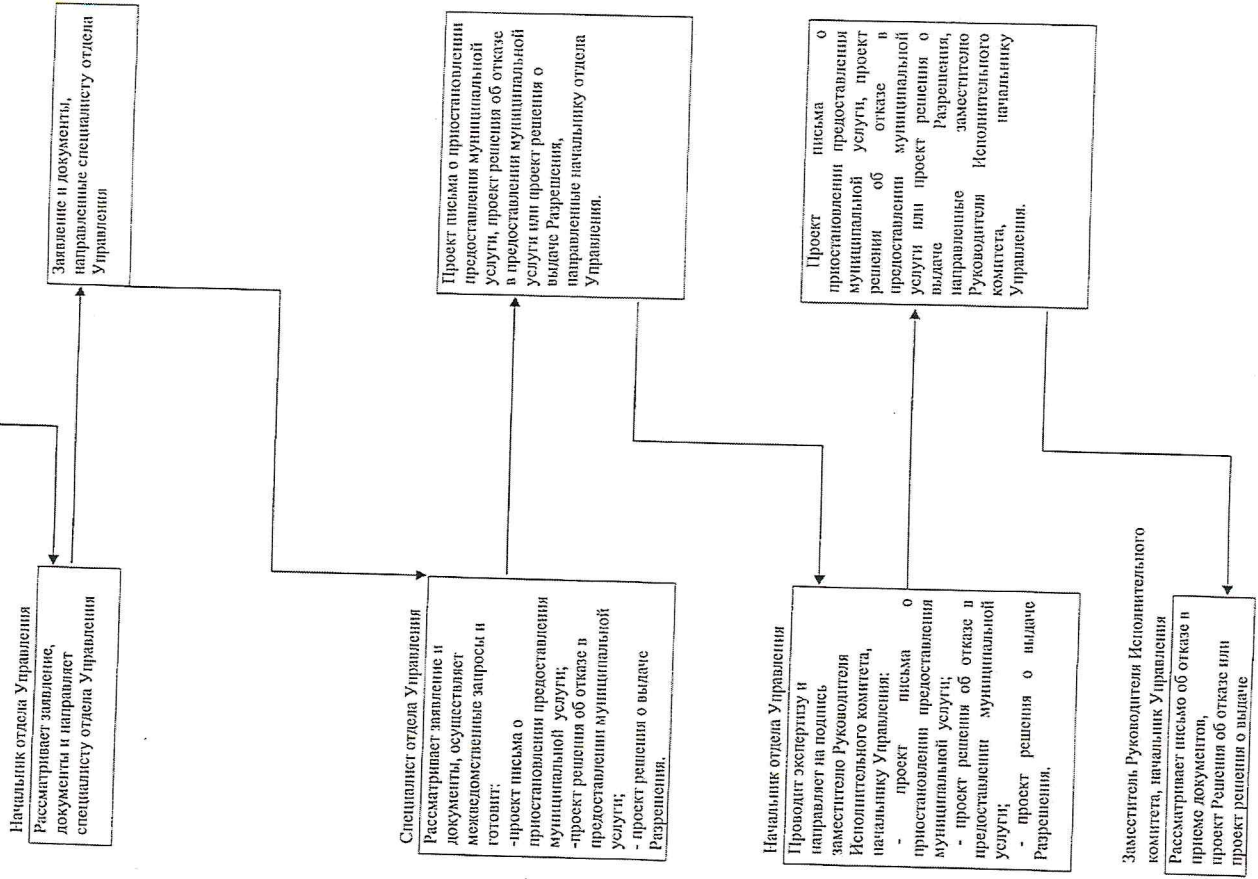 Начальник отдела Управления
Рассматривает заявление,
документы и направляет
специалисту отдела Управления
Заявление и документы,
направленные специалисту отдела
Управления
Специалист отдела Управления
Рассматривает заявление и
документы, осуществляет
межведомственные запросы и
готовит:
-проект письма о
приостановлении предоставления
муниципальной услуги;
-проект решения об отказе в
предоставлении муниципальной
услуги;
- проект решения о выдаче
Разрешения.
Проект письма о приостановлении
предоставления муниципальной
услуги, проект решения об отказе
в предоставлении муниципальной
услуги или проект решения о
выдаче Разрешения,
направленные начальнику отдела
Управления.
Начальник отдела Управления
Проводит экспертизу и
направляет на подпись
заместителю Руководителя
Исполнительного комитета,
начальнику Управления:
- проект письма о
приостановлении предоставления
муниципальной услуги;
- проект решения об отказе в
предоставлении муниципальной
услуги;
- проект решения о выдаче
Разрешения.
Проект письма о
приостановлении предоставления
муниципальной услуги, проект
решения об отказе в
предоставлении муниципальной
услуги или проект решения о
выдаче Разрешения,
направленные заместителю
Руководителя Исполнительного
комитета, начальнику
Управления.
Заместитель Руководителя Исполнительного
комитета, начальник Управления
Рассматривает письмо об отказе в
приеме документов,
проект Решения об отказе или
проект решения о выдаче